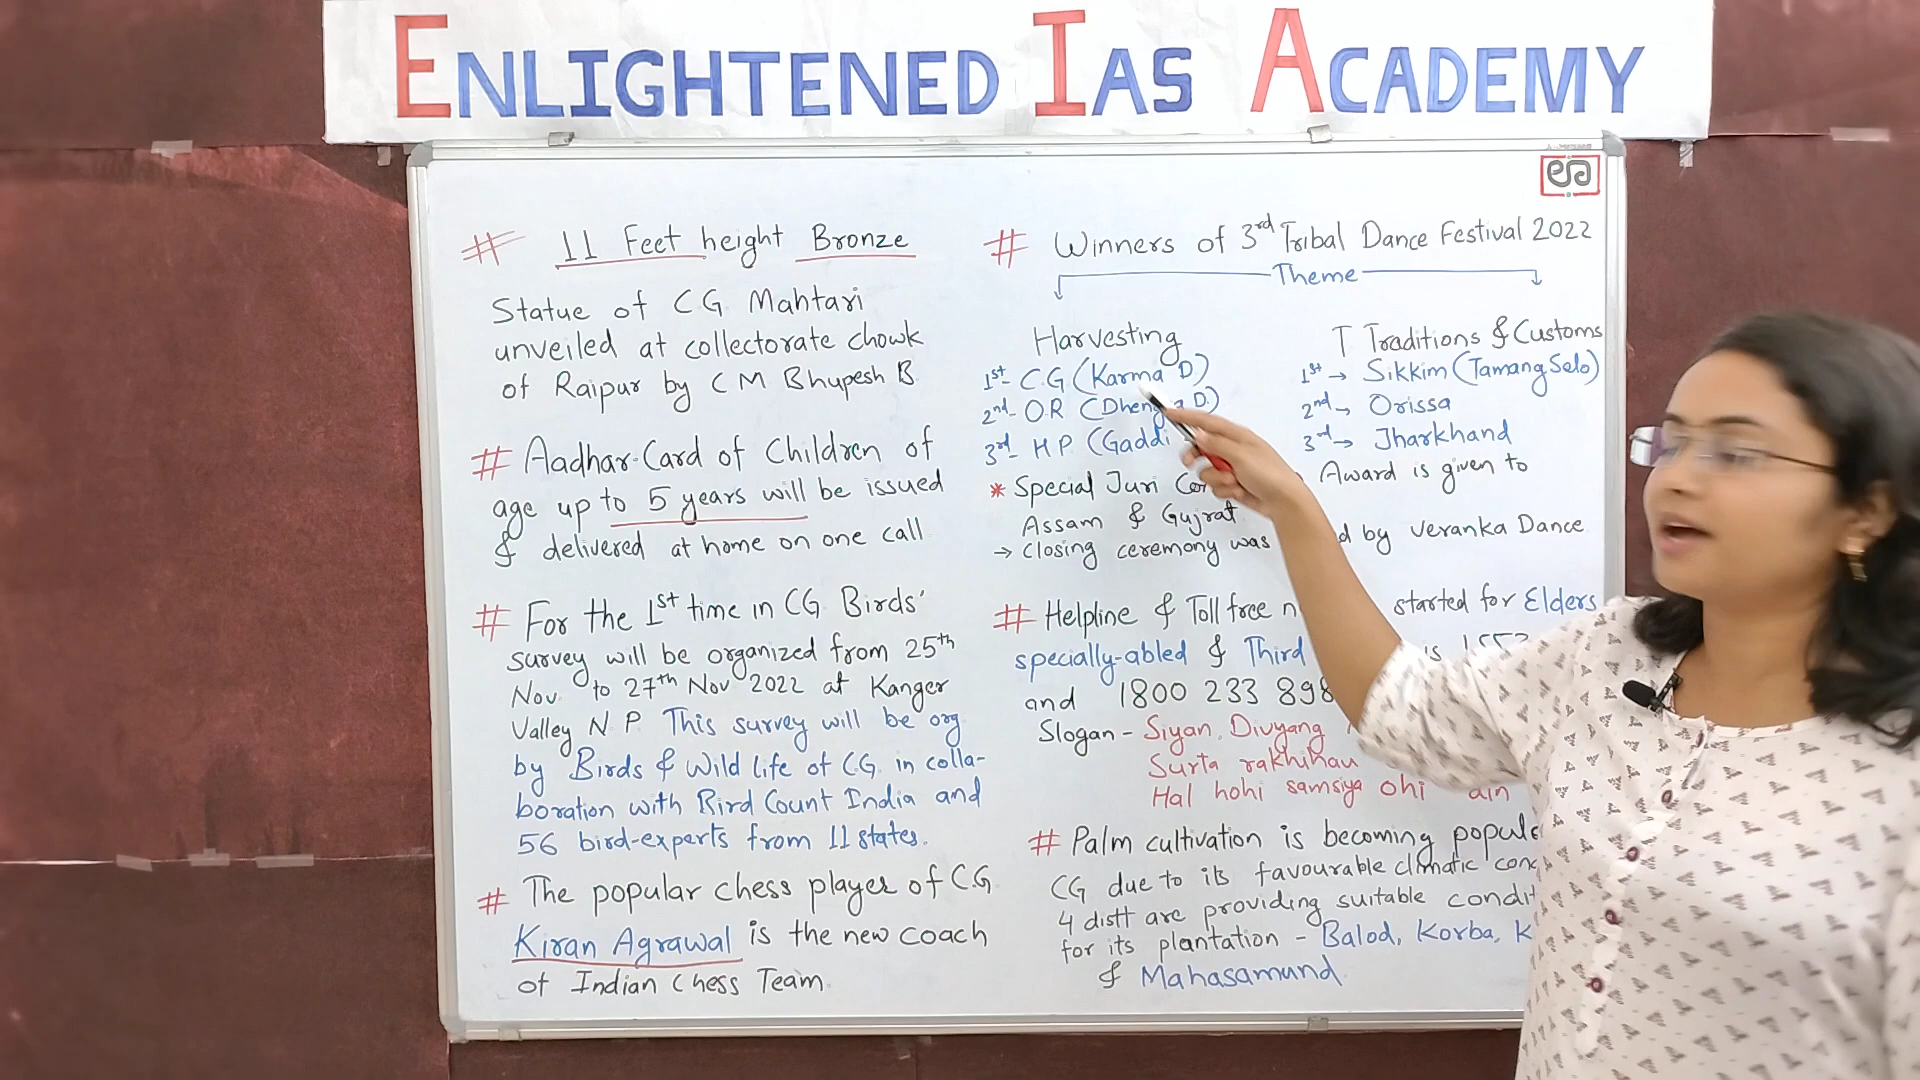 ENLIGHTENED IAS ACADEMY
# 11 Feet height Bronze
Statue of CG Mahtari
unveiled at collectorate chowk
of Raipur by CM Bhupesh B.
# Aadhar-Card of Children of
age up to 5 years will be issued
& delivered at home on one call
# For the 1st time in CG Birds'
survey will be organized from 25th
Nov. to 27th Nov 2022 at Kanger
Valley N.P. This survey will be org.
by Birds & Wild life of CG. in colla-
boration with Bird Count India and
56 bird-experts from 11 states.
# The popular chess player of C.G
Kiran Agrawal is the new coach
of Indian Chess Team.
# Winners of 3rd Tribal Dance Festival 2022
Theme
Harvesting
1st- C.G (Karma D)
2nd- O.R (D.)
3rd- H.P. (Gaddi
T Traditions & Customs
1st → Sikkim (Tamang Selo)
2nd → Orissa
3rd → Jharkhand
* Special Juri Award is given to
Assam & Gujrat
→ closing ceremony was by Veranka Dance
# Helpline & Toll free started for Elders
specially-abled & Third is
and 1800 233
Slogan - Siyan, Divyang
Surta rakhihau
Hal hohi samsiya ohi
# Palm cultivation is becoming
CG due to its favourable climatic
4 distt are providing suitable
for its plantation - Balod, Korba,
& Mahasamund.